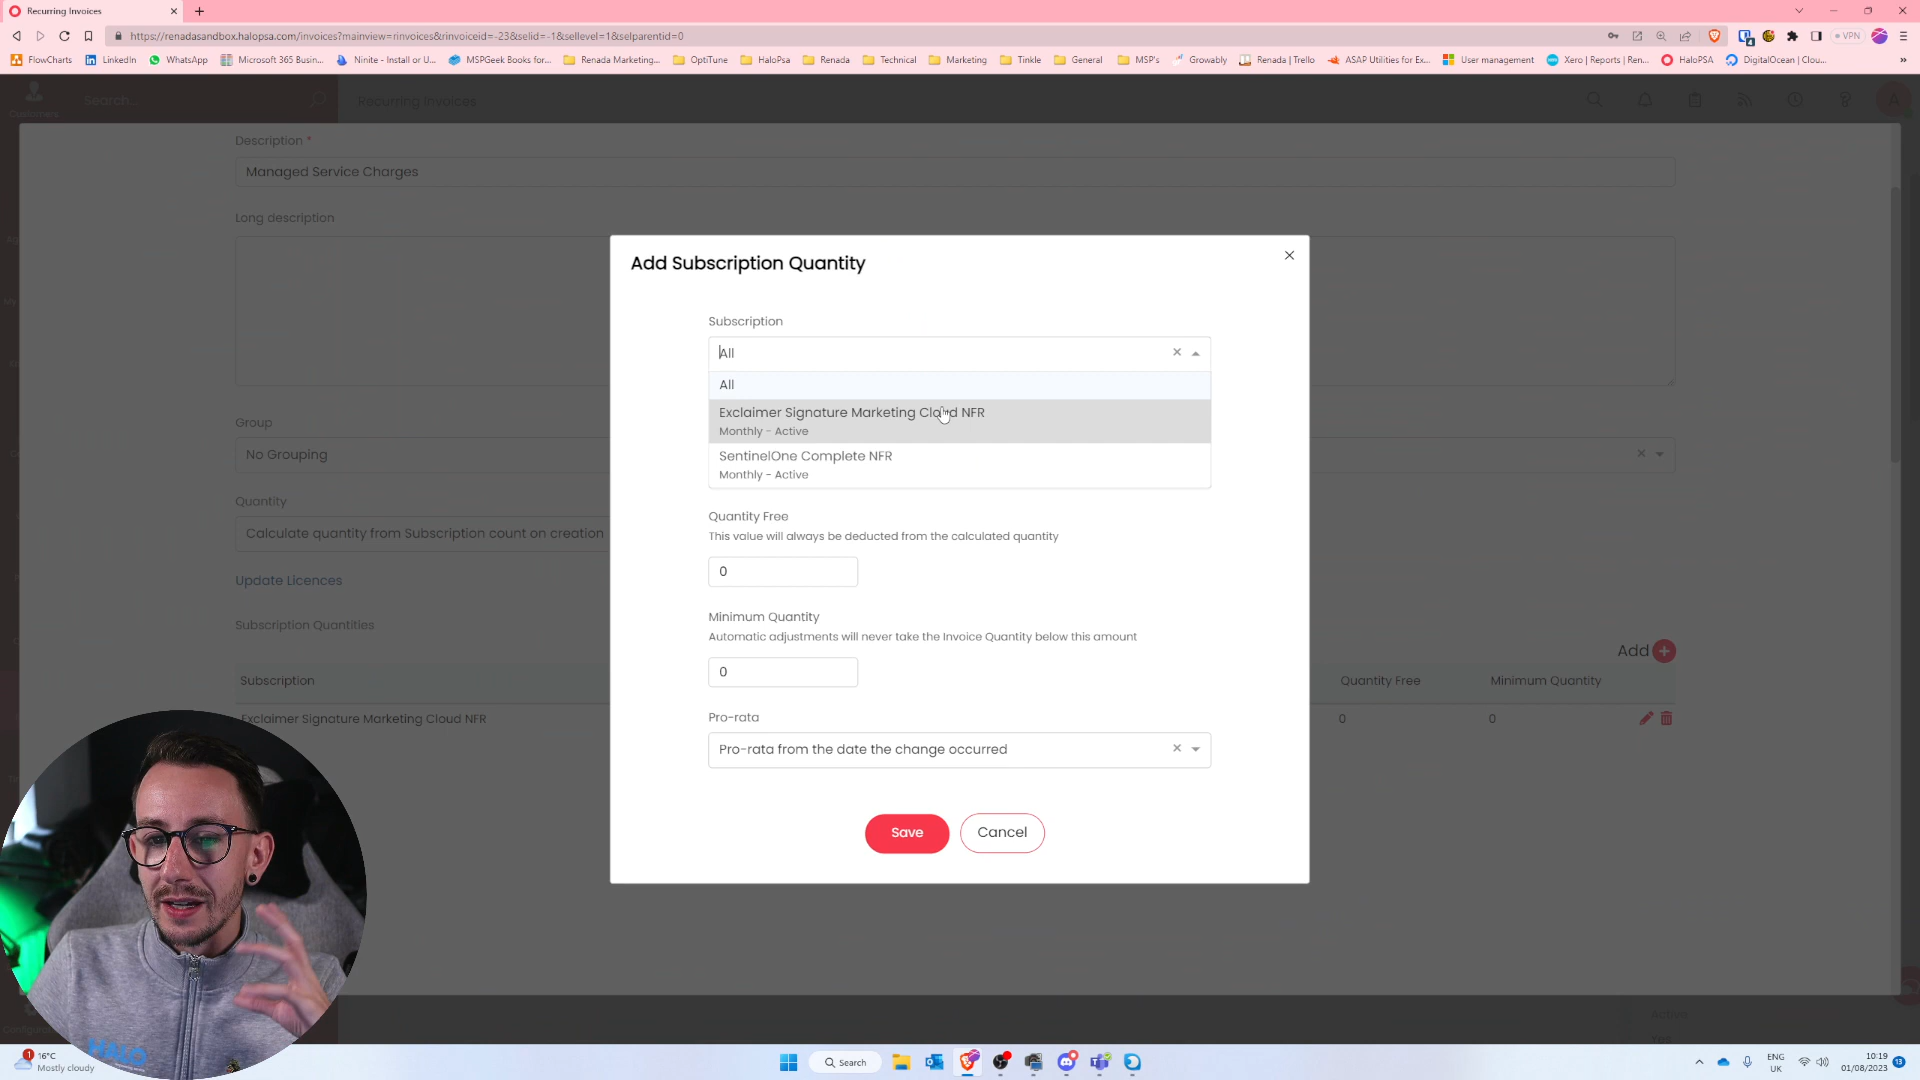 Recurring Invoices
https://renadasandbox.halopsa.com/invoices?mainview=rinvoices&rinvoiceid=-23&selid=-1&sellevel=1&selparentid=0
VPN
FlowCharts
LinkedIn
WhatsApp
Microsoft 365 Busin...
Ninite - Install or U...
MSPGeek Books for...
Renada Marketing...
OptiTune
HaloPsa
Renada
Technical
Marketing
Tinkle
General
MSP's
Growably
Renada | Trello
ASAP Utilities for Ex...
User management
Xero | Reports | Ren...
HaloPSA
DigitalOcean | Clou...
Customers
Search...
Recurring Invoices
A
Description *
Managed Service Charges
Long description
Group
No Grouping
Quantity
Calculate quantity from Subscription count on creation
Update Licences
Subscription Quantities
Add
Subscription
Quantity Free
Minimum Quantity
Exclaimer Signature Marketing Cloud NFR
0
0
Add Subscription Quantity
Subscription
All
All
Exclaimer Signature Marketing Cloud NFR
Monthly - Active
SentinelOne Complete NFR
Monthly - Active
Quantity Free
This value will always be deducted from the calculated quantity
0
Minimum Quantity
Automatic adjustments will never take the Invoice Quantity below this amount
0
Pro-rata
Pro-rata from the date the change occurred
Save
Cancel
HALO
1
16°C
Mostly cloudy
Search
ENG
UK
10:19
01/08/2023
13